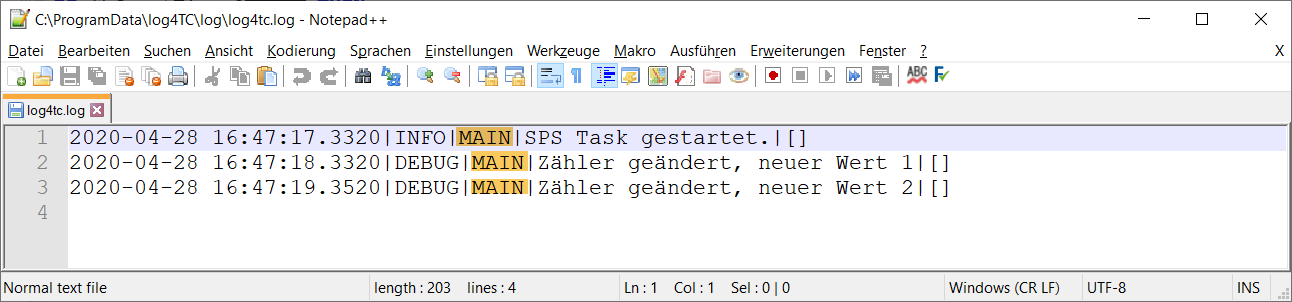 C:\ProgramData\log4TC\log\log4tc.log - Notepad++
Datei Bearbeiten Suchen Ansicht Kodierung Sprachen Einstellungen Werkzeuge Makro Ausführen Erweiterungen Fenster ? X
ABC
log4tc.log
1 2020-04-28 16:47:17.3320|INFO|MAIN|SPS Task gestartet.|[]
2 2020-04-28 16:47:18.3320|DEBUG|MAIN|Zähler geändert, neuer Wert 1|[]
3 2020-04-28 16:47:19.3520|DEBUG|MAIN|Zähler geändert, neuer Wert 2|[]
4
Normal text file length : 203 lines : 4 Ln : 1 Col : 1 Sel : 0 | 0 Windows (CR LF) UTF-8 INS